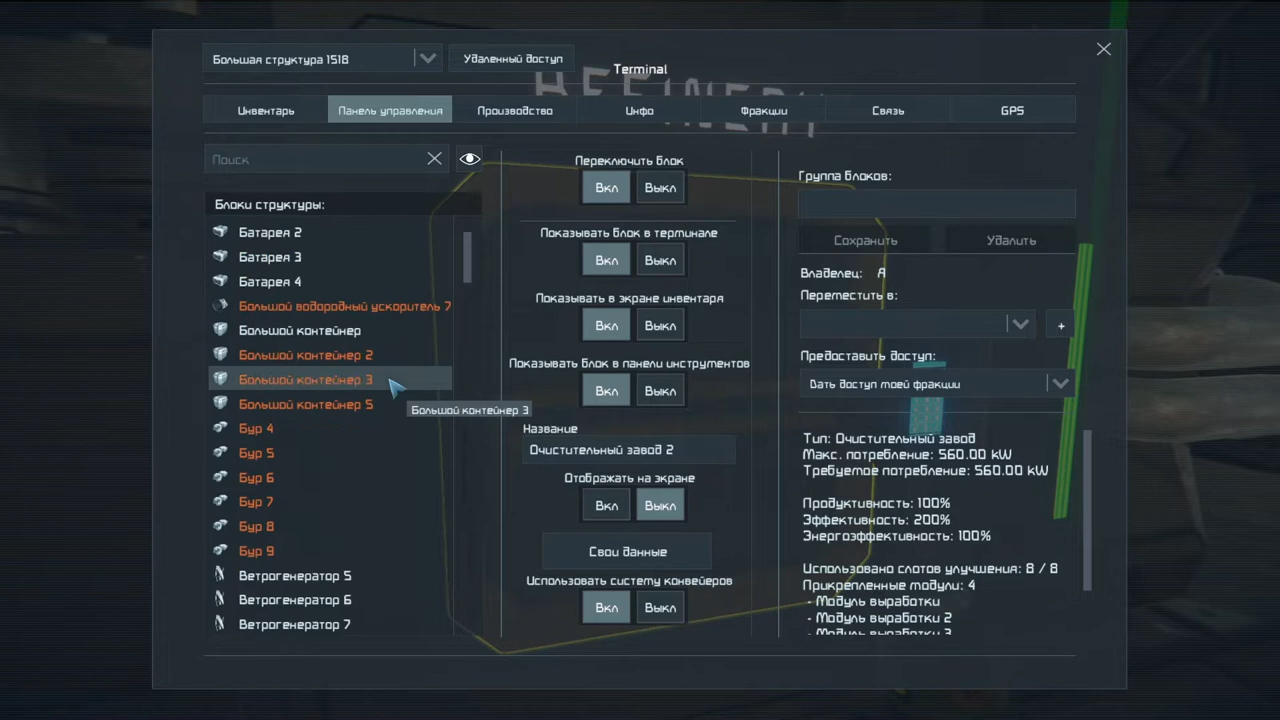 Большая структура 1518
Удаленный доступ
Terminal
REFINERY
Инвентарь
Панель управления
Производство
Инфо
Фракции
Связь
GPS
Поиск
Блоки структуры:
Батарея 2
Батарея 3
Батарея 4
Большой водородный ускоритель 7
Большой контейнер
Большой контейнер 2
Большой контейнер 3
Большой контейнер 5
Большой контейнер 3
Бур 4
Бур 5
Бур 6
Бур 7
Бур 8
Бур 9
Ветрогенератор 5
Ветрогенератор 6
Ветрогенератор 7
Переключить блок
Вкл Выкл
Показывать блок в терминале
Вкл Выкл
Показывать в экране инвентаря
Вкл Выкл
Показывать блок в панели инструментов
Вкл Выкл
Название
Очистительный завод 2
Отображать на экране
Вкл Выкл
Свои данные
Использовать систему конвейеров
Вкл Выкл
Группа блоков:
Сохранить Удалить
Владелец: A
Переместить в:
+
Предоставить доступ:
Дать доступ моей фракции
Тип: Очистительный завод
Макс. потребление: 560.00 kW
Требуемое потребление: 560.00 kW
Продуктивность: 100%
Эффективность: 200%
Энергоэффективность: 100%
Использовано слотов улучшения: 8 / 8
Прикрепленные модули: 4
- Модуль выработки
- Модуль выработки 2
- Модуль выработки 3